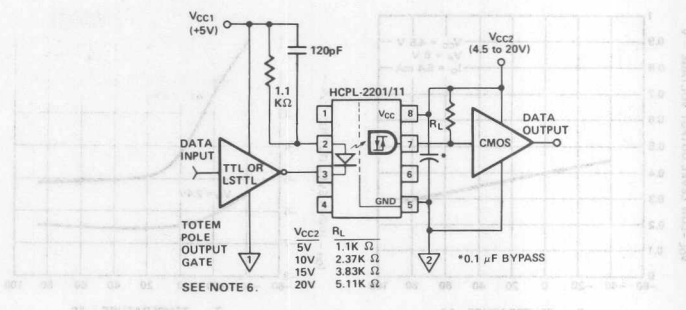 VCC1
(+5V)
120pF
1.1
KΩ
HCPL-2201/11
VCC2
(4.5 to 20V)
1
2
3
4
VCC
8
7
6
GND
5
RL
CMOS
DATA
OUTPUT
DATA
INPUT
TTL OR
LSTTL
TOTEM
POLE
OUTPUT
GATE
1
2
*
*0.1 μF BYPASS
SEE NOTE 6.
VCC2 RL
5V 1.1K Ω
10V 2.37K Ω
15V 3.83K Ω
20V 5.11K Ω